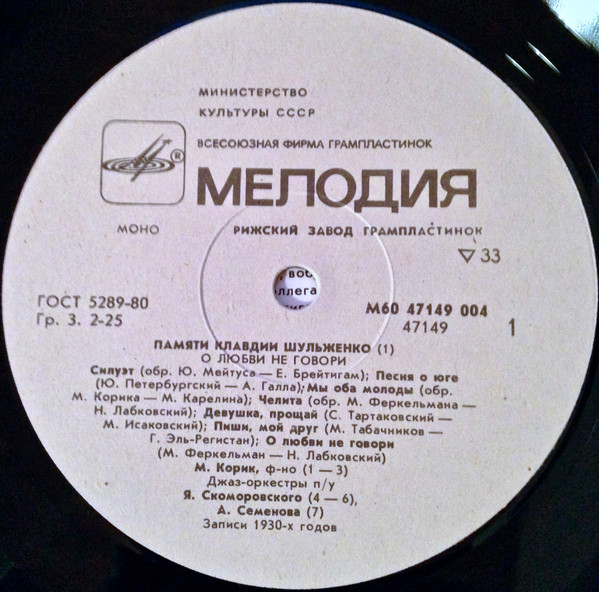 МИНИСТЕРСТВО
КУЛЬТУРЫ СССР
ВСЕСОЮЗНАЯ ФИРМА ГРАМПЛАСТИНОК
®
МЕЛОДИЯ
МОНО
РИЖСКИЙ ЗАВОД ГРАМПЛАСТИНОК
▽ 33
ГОСТ 5289-80
Гр. 3. 2-25
М60 47149 004
47149
1
ПАМЯТИ КЛАВДИИ ШУЛЬЖЕНКО (1)
О ЛЮБВИ НЕ ГОВОРИ
Силуэт (обр. Ю. Мейтуса — Е. Брейтигам); Песня о юге
(Ю. Петербургский — А. Галла); Мы оба молоды (обр.
М. Корика — М. Карелина); Челита (обр. М. Феркельмана —
Н. Лабковский); Девушка, прощай (С. Тартаковский —
М. Исаковский); Пиши, мой друг (М. Табачников —
Г. Эль-Регистан); О любви не говори
(М. Феркельман — Н. Лабковский)
М. Корик, ф-но (1 — 3)
Джаз-оркестры п/у
Я. Скоморовского (4 — 6),
А. Семенова (7)
Записи 1930-х годов